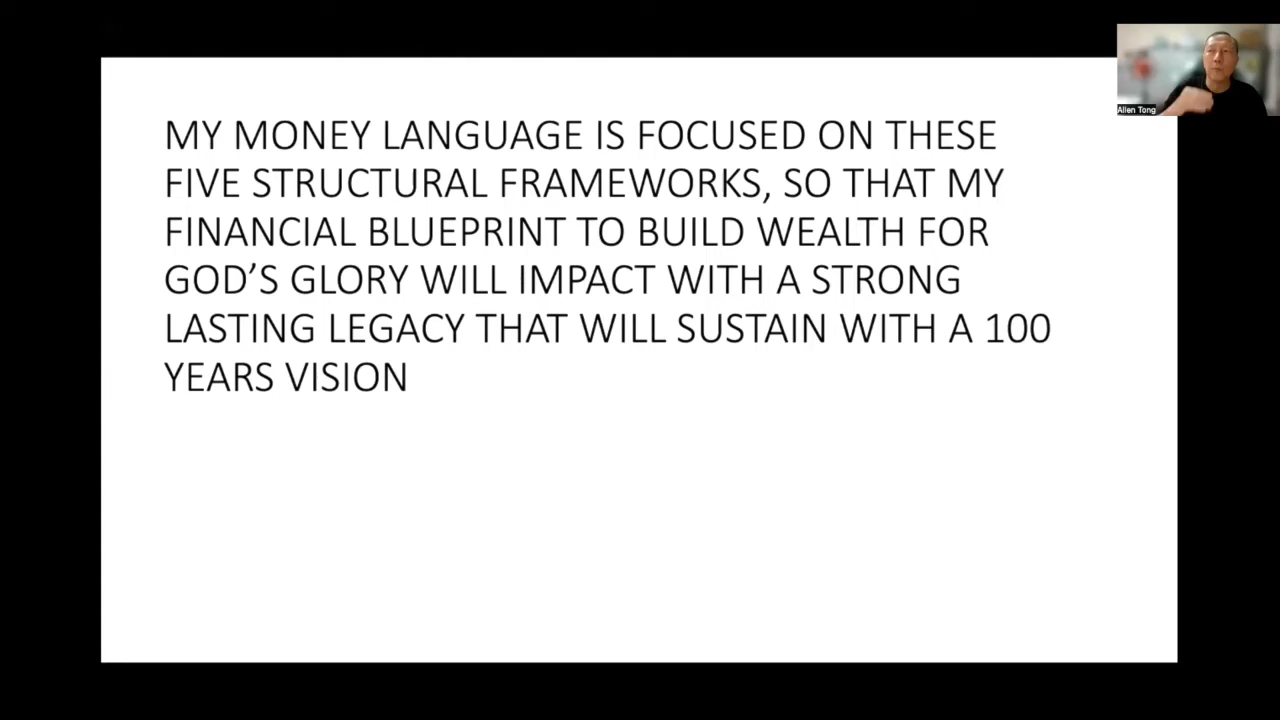 MY MONEY LANGUAGE IS FOCUSED ON THESE
FIVE STRUCTURAL FRAMEWORKS, SO THAT MY
FINANCIAL BLUEPRINT TO BUILD WEALTH FOR
GOD’S GLORY WILL IMPACT WITH A STRONG
LASTING LEGACY THAT WILL SUSTAIN WITH A 100
YEARS VISION
Allen Tong